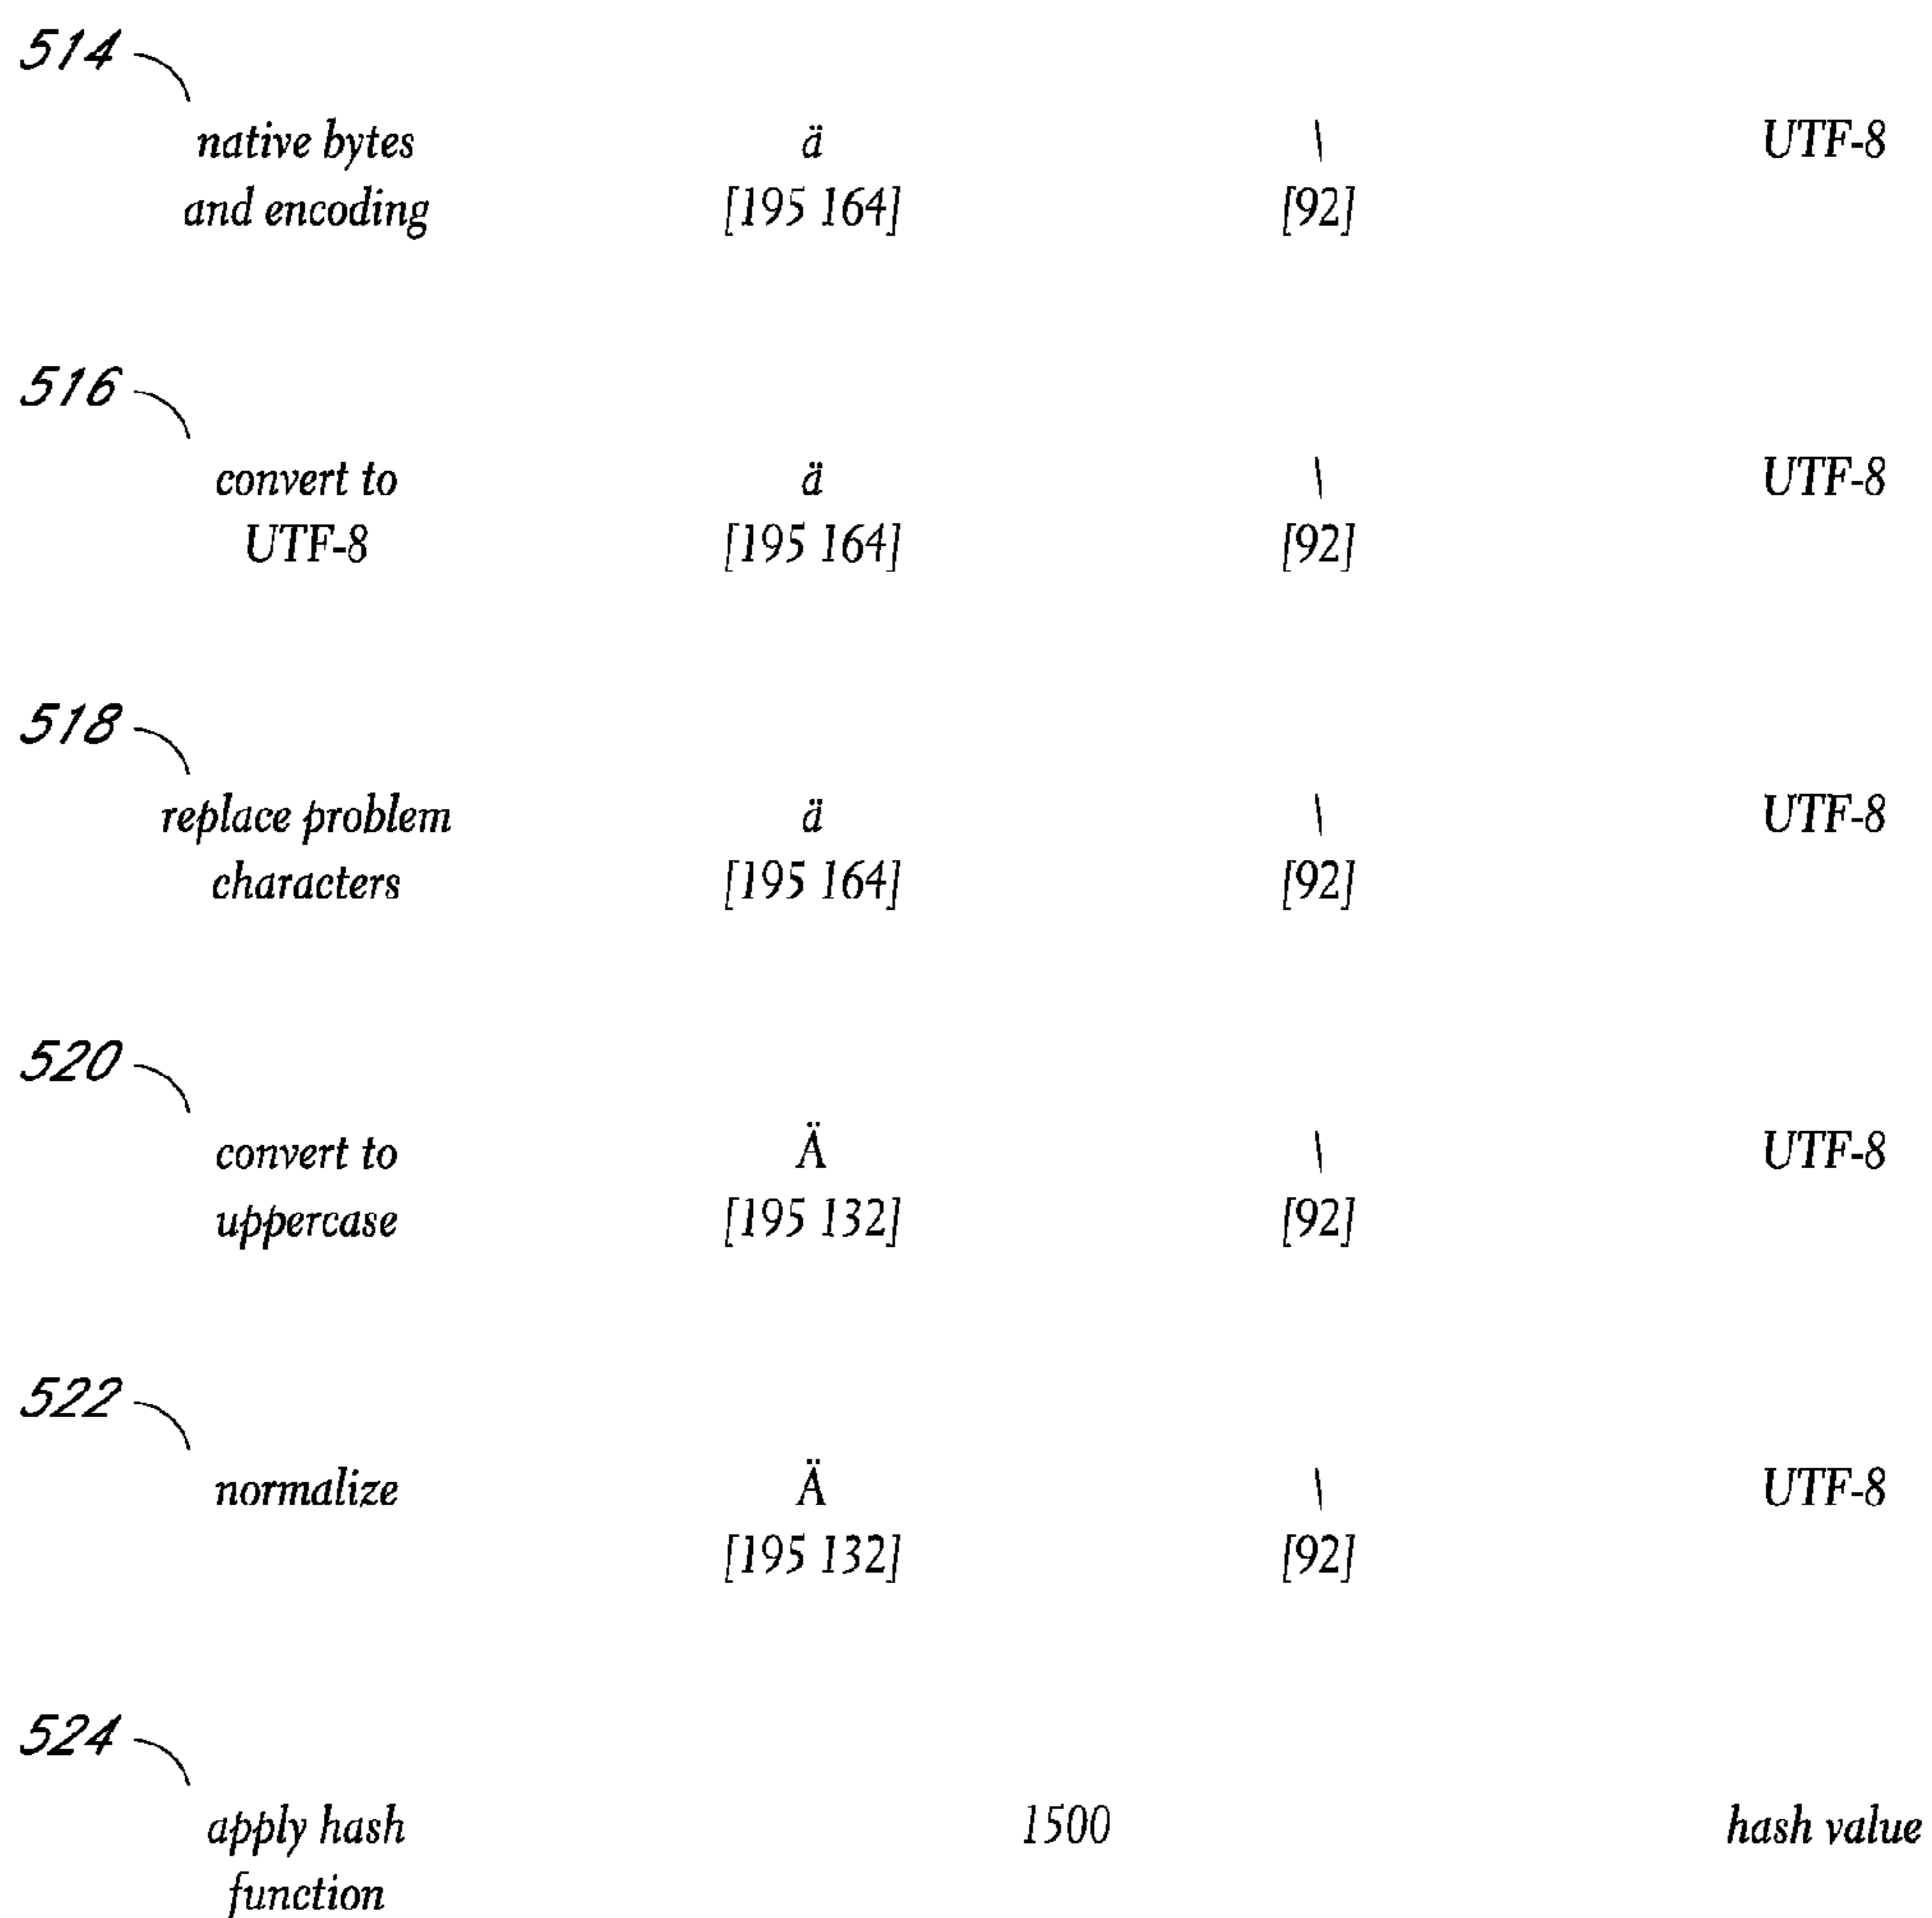 514
native bytes ä \ UTF-8
and encoding [195 164] [92]
516
convert to ä \ UTF-8
UTF-8 [195 164] [92]
518
replace problem ä \ UTF-8
characters [195 164] [92]
520
convert to Ä \ UTF-8
uppercase [195 132] [92]
522
normalize Ä \ UTF-8
[195 132] [92]
524
apply hash 1500 hash value
function